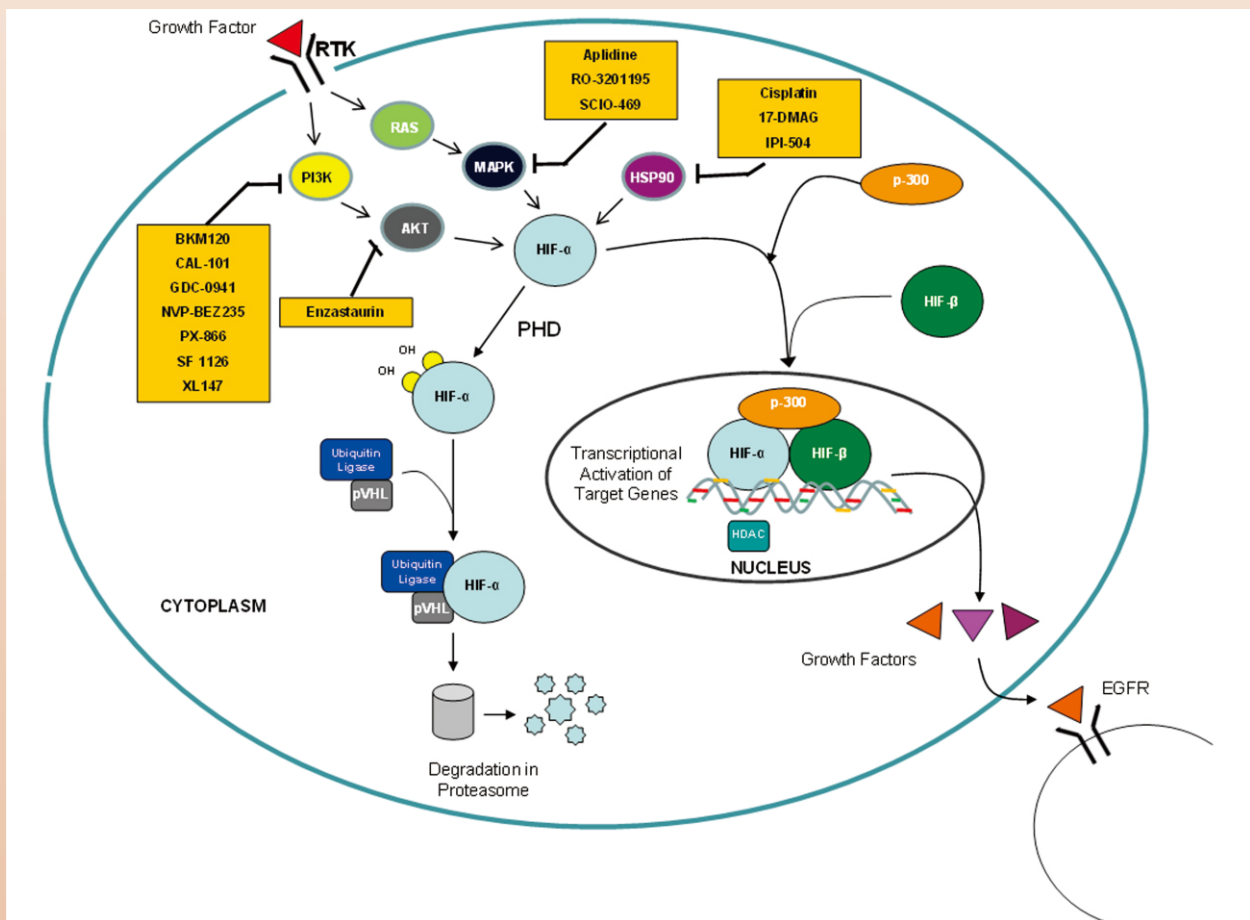 Growth Factor
RTK
Aplidine
RO-3201195
SCIO-469
Cisplatin
17-DMAG
IPI-504
RAS
MAPK
HSP90
p-300
PI3K
AKT
HIF-α
BKM120
CAL-101
GDC-0941
NVP-BEZ235
PX-866
SF 1126
XL147
Enzastaurin
HIF-β
PHD
OH
OH
HIF-α
p-300
Transcriptional
Activation of
Target Genes
HIF-α
HIF-β
Ubiquitin
Ligase
pVHL
HDAC
NUCLEUS
Ubiquitin
Ligase
pVHL
HIF-α
CYTOPLASM
Growth Factors
EGFR
Degradation in
Proteasome